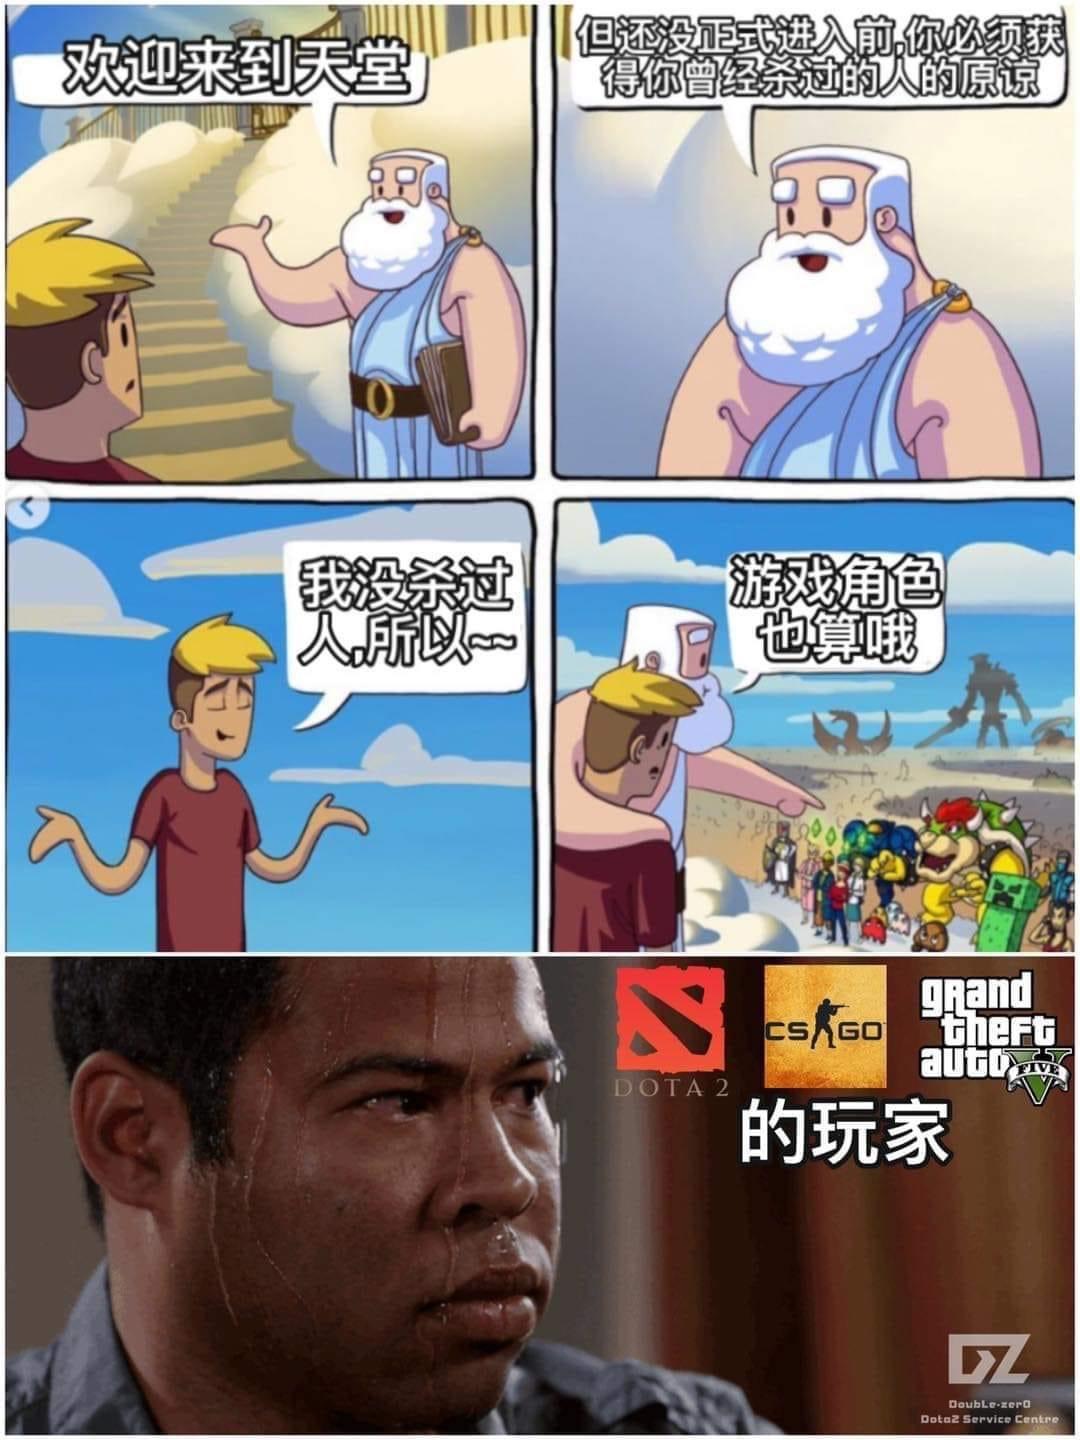 欢迎来到天堂
但还没正式进入前,你必须获
得你曾经杀过的人的原谅
我没杀过
人,所以~~
游戏角色
也算哦
DOTA 2
CS GO
grand
theft
auto
FIVE
的玩家
DZ
DoubLe-zer0
Dota2 Service Centre